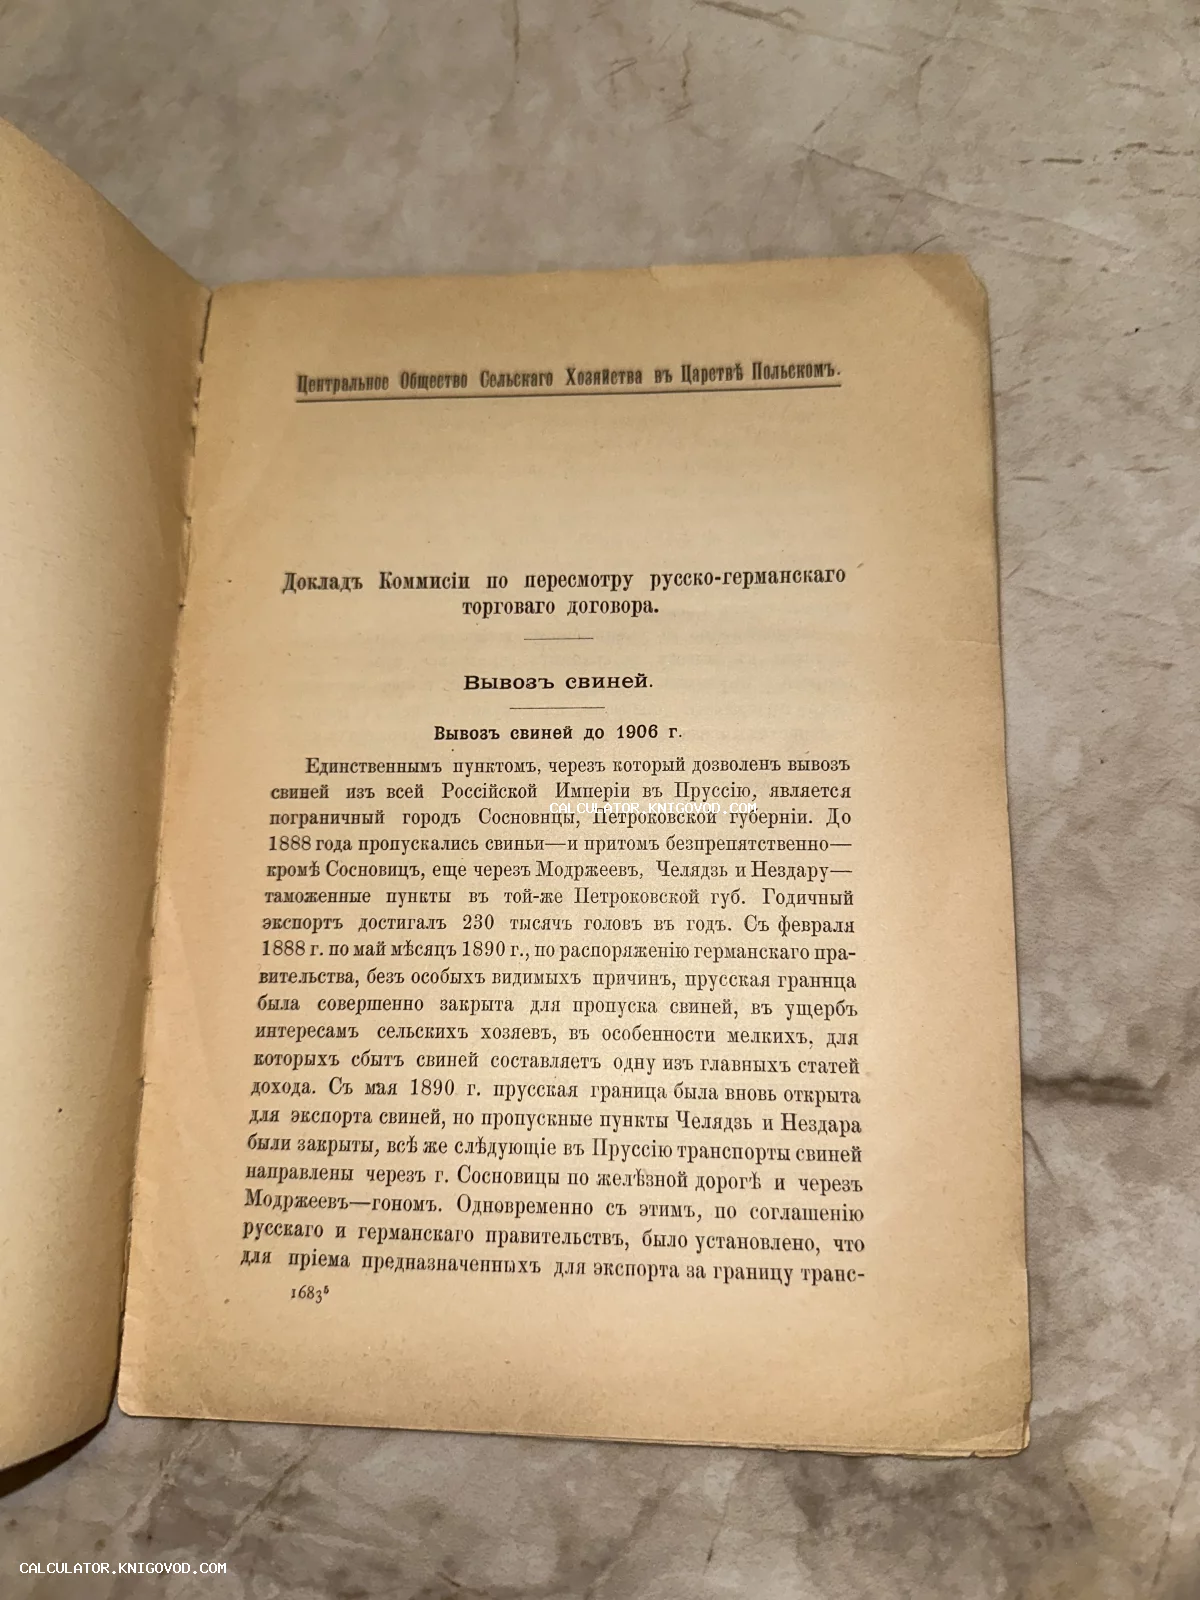 Центральное Общество Сельскаго Хозяйства въ Царствѣ Польскомъ.
Докладъ Коммисіи по пересмотру русско-германскаго
торговаго договора.
Вывозъ свиней.
Вывозъ свиней до 1906 г.
Единственнымъ пунктомъ, черезъ который дозволенъ вывозъ
свиней изъ всей Россійской Имперіи въ Пруссію, является
CALCULATOR.KNIGOVOD.COM
пограничный городъ Сосновицы, Петроковской губерніи. До
1888 года пропускались свиньи—и притомъ безпрепятственно—
кромѣ Сосновицъ, еще черезъ Модржеевъ, Челядзь и Нездару—
таможенные пункты въ той-же Петроковской губ. Годичный
экспортъ достигалъ 230 тысячъ головъ въ годъ. Съ февраля
1888 г. по май мѣсяцъ 1890 г., по распоряженію германскаго пра-
вительства, безъ особыхъ видимыхъ причинъ, прусская граница
была совершенно закрыта для пропуска свиней, въ ущербъ
интересамъ сельскихъ хозяевъ, въ особенности мелкихъ, для
которыхъ сбытъ свиней составляетъ одну изъ главныхъ статей
дохода. Съ мая 1890 г. прусская граница была вновь открыта
для экспорта свиней, но пропускные пункты Челядзь и Нездара
были закрыты, всѣ же слѣдующіе въ Пруссію транспорты свиней
направлены черезъ г. Сосновицы по желѣзной дорогѣ и черезъ
Модржеевъ—гономъ. Одновременно съ этимъ, по соглашенію
русскаго и германскаго правительствъ, было установлено, что
для пріема предназначенныхъ для экспорта за границу транс-
1683⁵
CALCULATOR.KNIGOVOD.COM